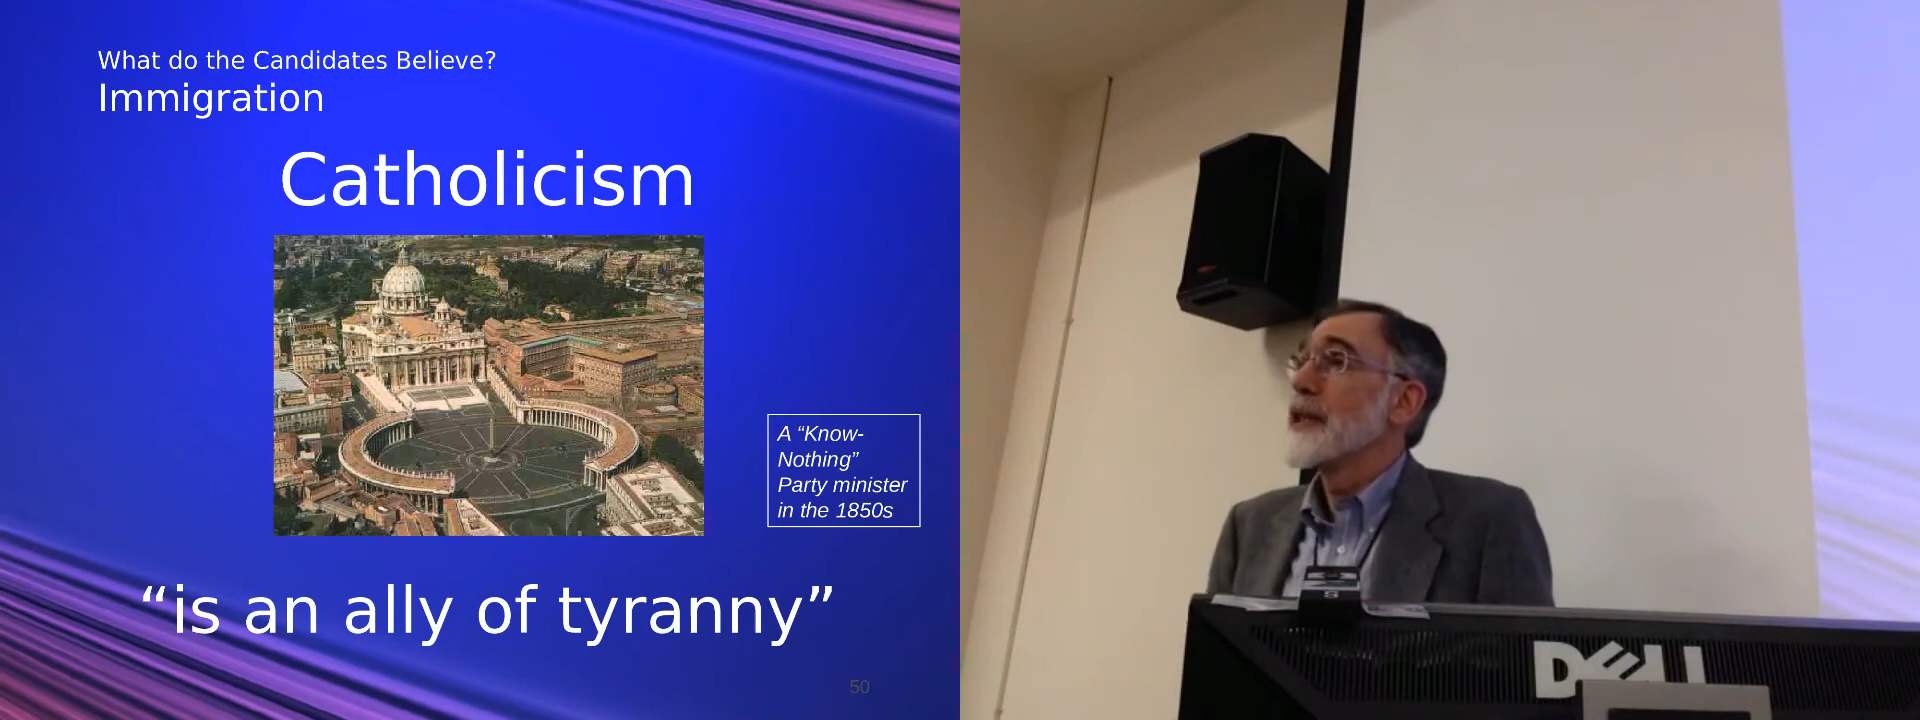 What do the Candidates Believe?
Immigration
Catholicism
A “Know-
Nothing”
Party minister
in the 1850s
“is an ally of tyranny”
50
DELL